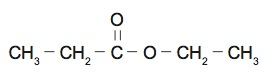 O
CH₃ – CH₂ – C – O – CH₂ – CH₃